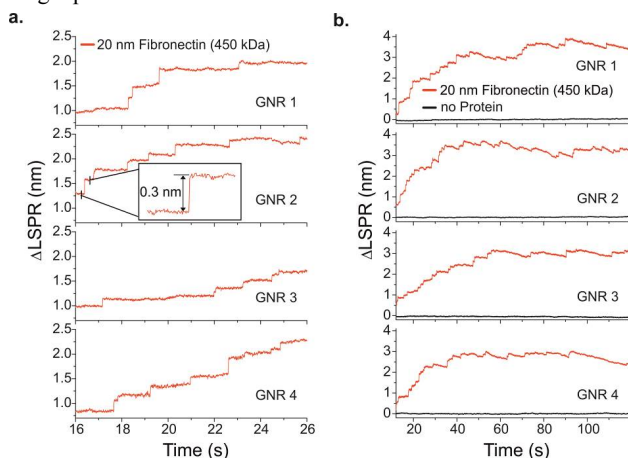 a.
20 nm Fibronectin (450 kDa)
2.5
2.0
1.5
1.0
GNR 1
2.5
2.0
1.5
1.0
0.3 nm
GNR 2
2.5
2.0
1.5
1.0
GNR 3
2.5
2.0
1.5
1.0
GNR 4
16 18 20 22 24 26
Time (s)
ΔLSPR (nm)
b.
4
3
2
1
0
GNR 1
20 nm Fibronectin (450 kDa)
no Protein
4
3
2
1
0
GNR 2
4
3
2
1
0
GNR 3
4
3
2
1
0
GNR 4
20 40 60 80 100
Time (s)
ΔLSPR (nm)